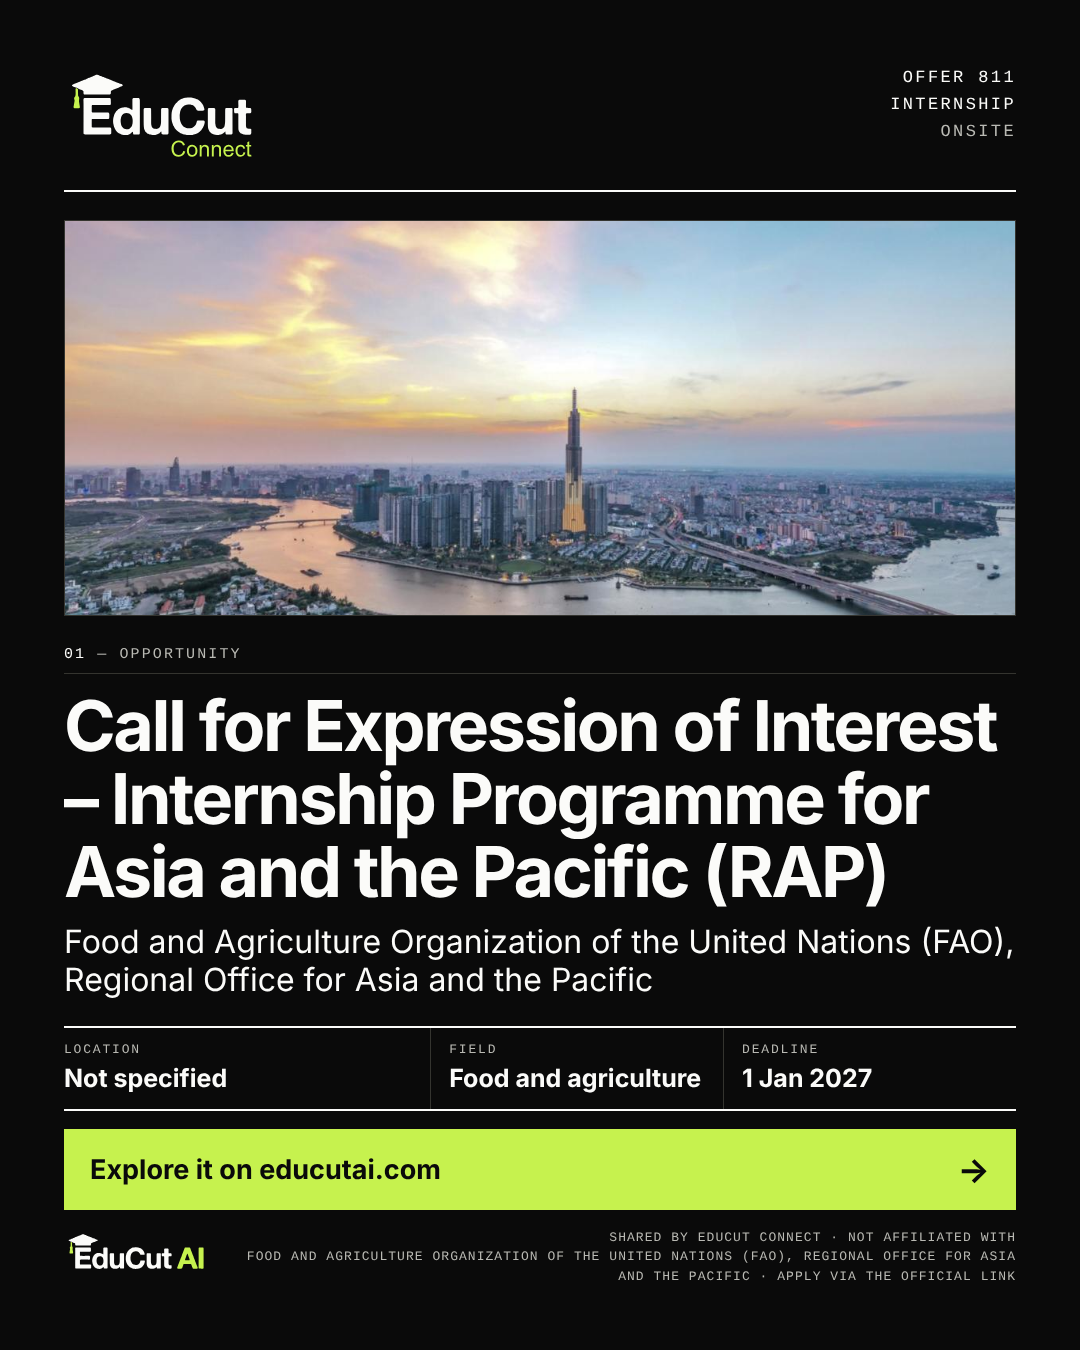 EduCut
Connect
OFFER 811
INTERNSHIP
ONSITE
01 — OPPORTUNITY
Call for Expression of Interest
– Internship Programme for
Asia and the Pacific (RAP)
Food and Agriculture Organization of the United Nations (FAO),
Regional Office for Asia and the Pacific
LOCATION
Not specified
FIELD
Food and agriculture
DEADLINE
1 Jan 2027
Explore it on educutai.com →
EduCut AI
SHARED BY EDUCUT CONNECT · NOT AFFILIATED WITH
FOOD AND AGRICULTURE ORGANIZATION OF THE UNITED NATIONS (FAO), REGIONAL OFFICE FOR ASIA
AND THE PACIFIC · APPLY VIA THE OFFICIAL LINK